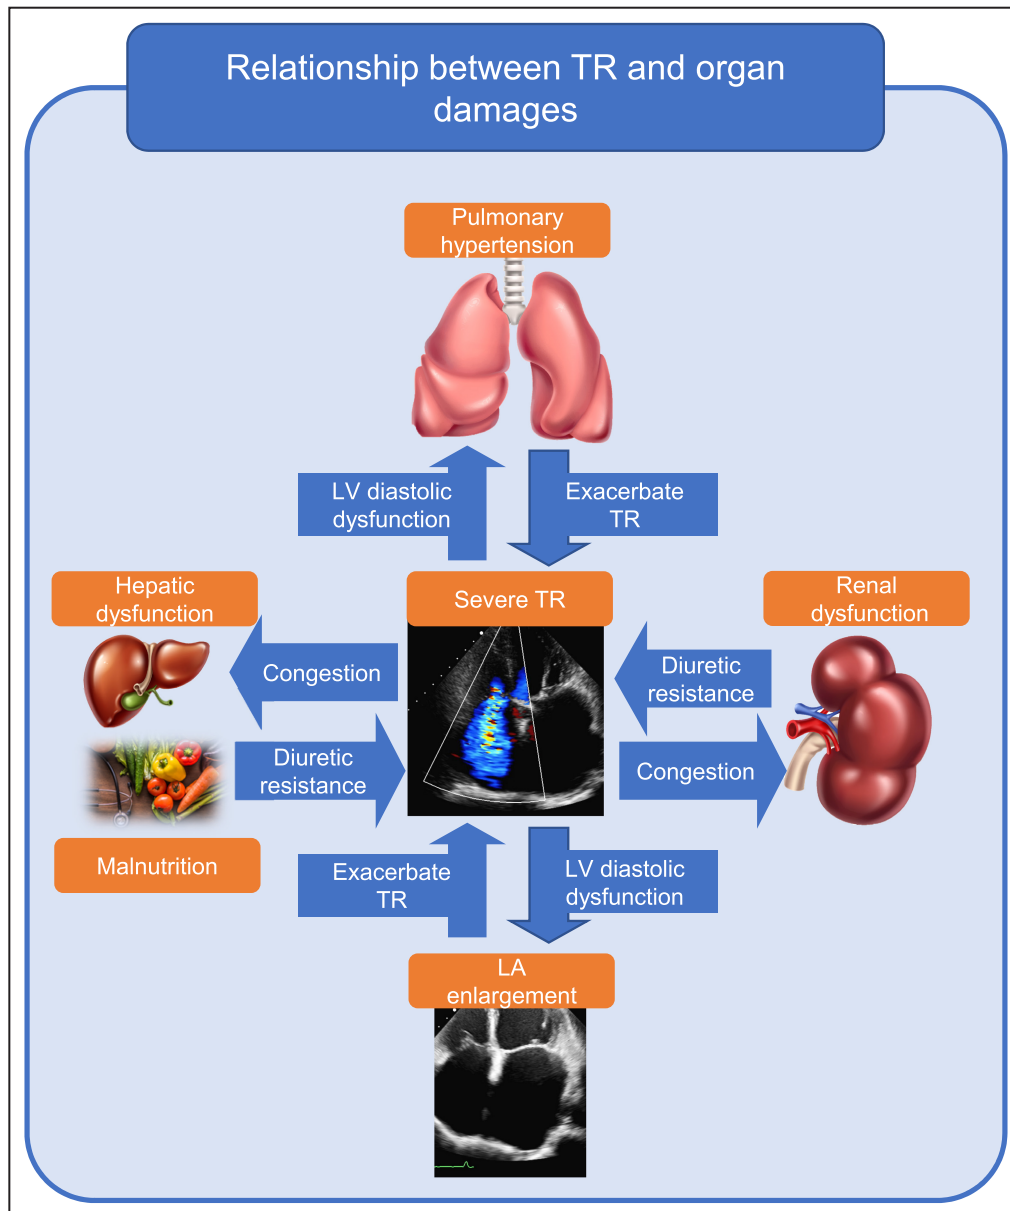 Relationship between TR and organ
damages
Pulmonary
hypertension
LV diastolic
dysfunction
Exacerbate
TR
Hepatic
dysfunction
Severe TR
Renal
dysfunction
Congestion
Diuretic
resistance
Diuretic
resistance
Congestion
Malnutrition
Exacerbate
TR
LV diastolic
dysfunction
LA
enlargement